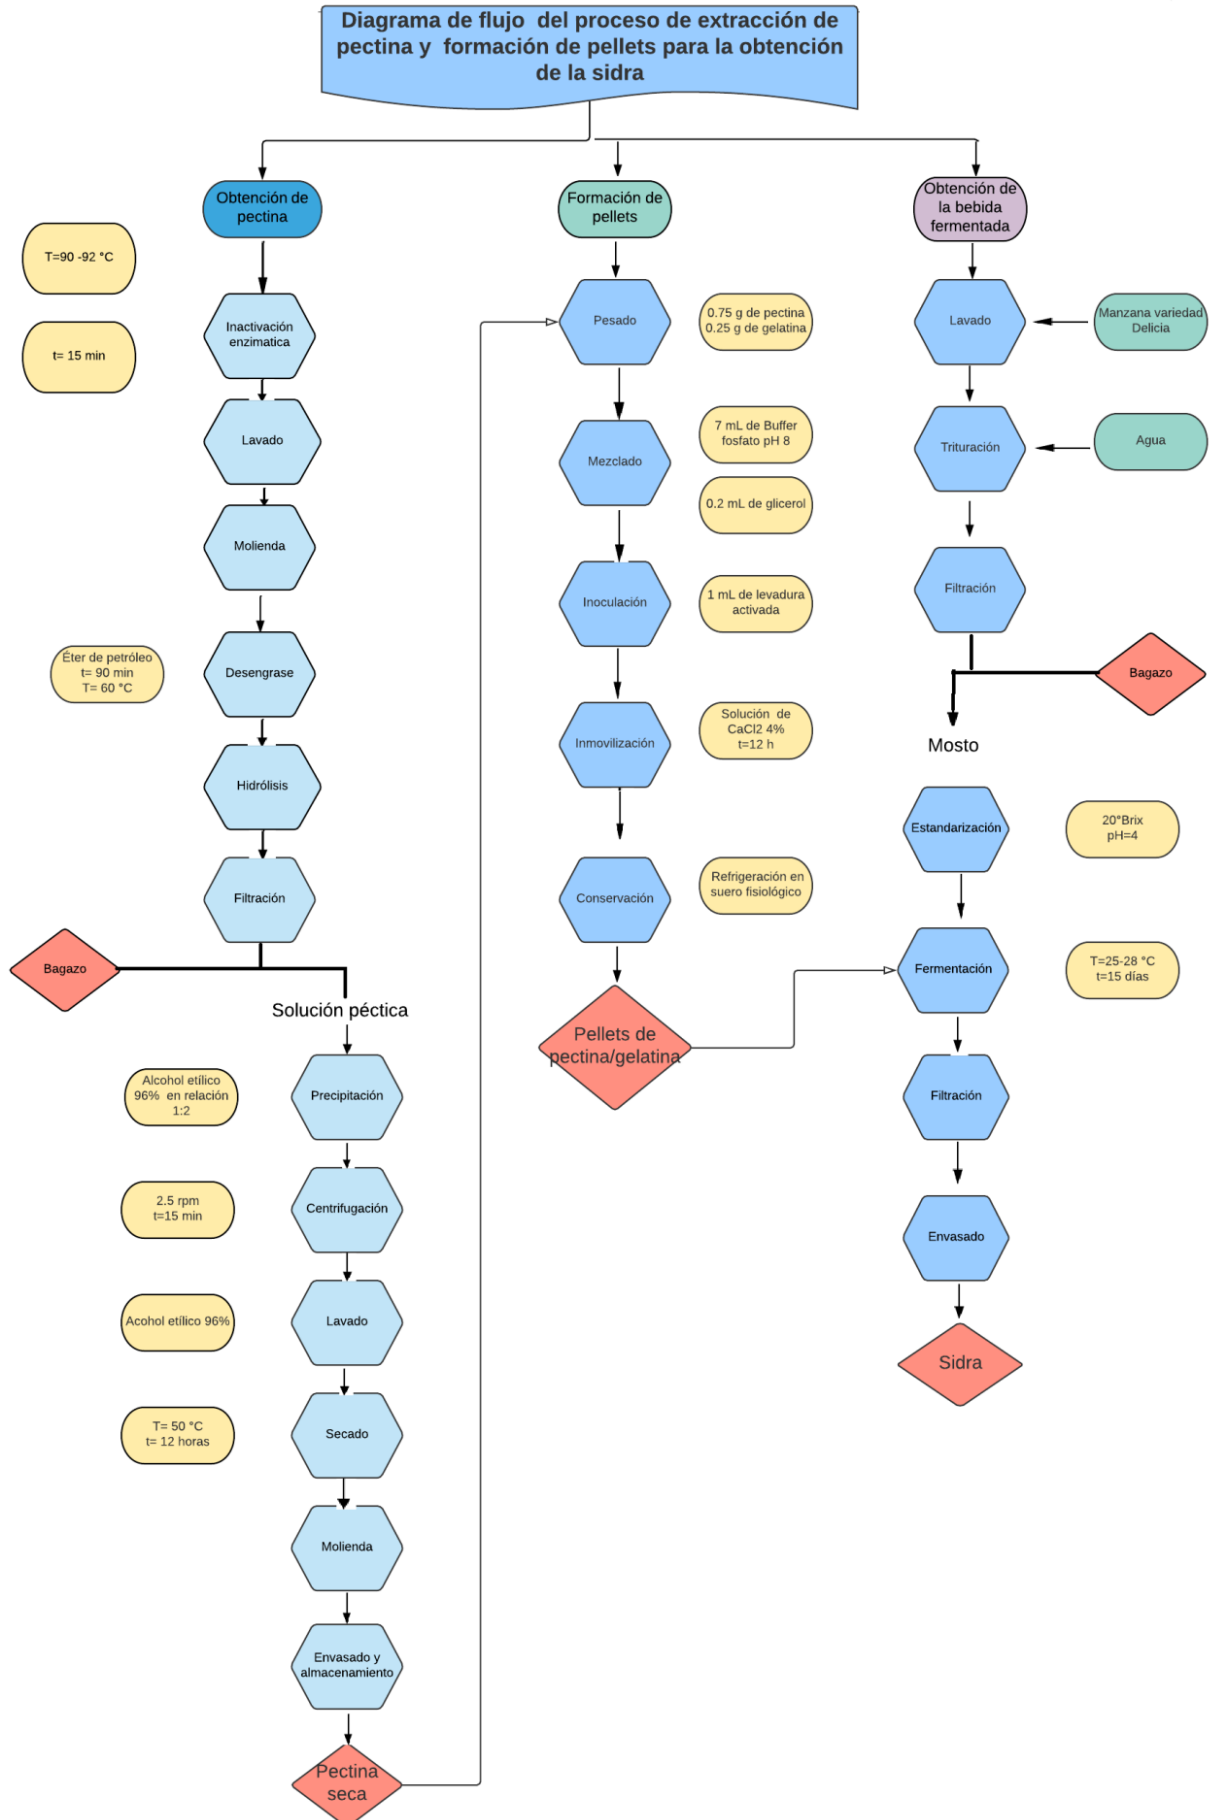 Diagrama de flujo  del proceso de extracción de
pectina y  formación de pellets para la obtención
de la sidra
Obtención de
pectina
T=90 -92 °C
t= 15 min
Inactivación
enzimatica
Lavado
Molienda
Éter de petróleo
t= 90 min
T= 60 °C
Desengrase
Hidrólisis
Filtración
Bagazo
Solución péctica
Alcohol etílico
96%  en relación
1:2
Precipitación
2.5 rpm
t=15 min
Centrifugación
Acohol etílico 96%
Lavado
T= 50 °C
t= 12 horas
Secado
Molienda
Envasado y
almacenamiento
Pectina
seca
Formación de
pellets
Pesado
0.75 g de pectina
0.25 g de gelatina
Mezclado
7 mL de Buffer
fosfato pH 8
0.2 mL de glicerol
Inoculación
1 mL de levadura
activada
Inmovilización
Solución  de
CaCl2 4%
t=12 h
Conservación
Refrigeración en
suero fisiológico
Pellets de
pectina/gelatina
Obtención de
la bebida
fermentada
Lavado
Manzana variedad
Delicia
Trituración
Agua
Filtración
Bagazo
Mosto
Estandarización
20°Brix
pH=4
Fermentación
T=25-28 °C
t=15 días
Filtración
Envasado
Sidra